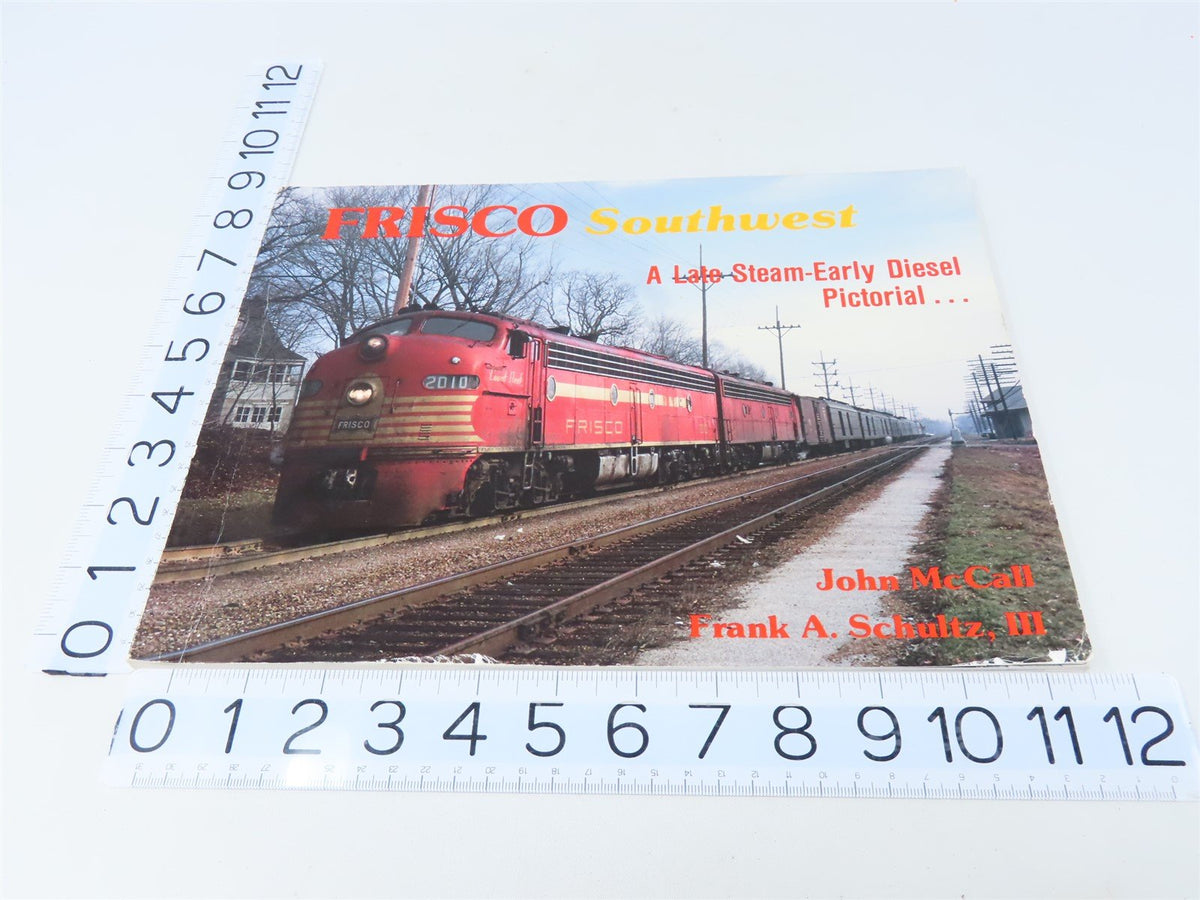 FRISCO Southwest
A Late Steam-Early Diesel
Pictorial...
2010
FRISCO
FRISCO
John McCall
Frank A. Schultz, III
0 1 2 3 4 5 6 7 8 9 10 11 12
0 1 2 3 4 5 6 7 8 9 10 11 12